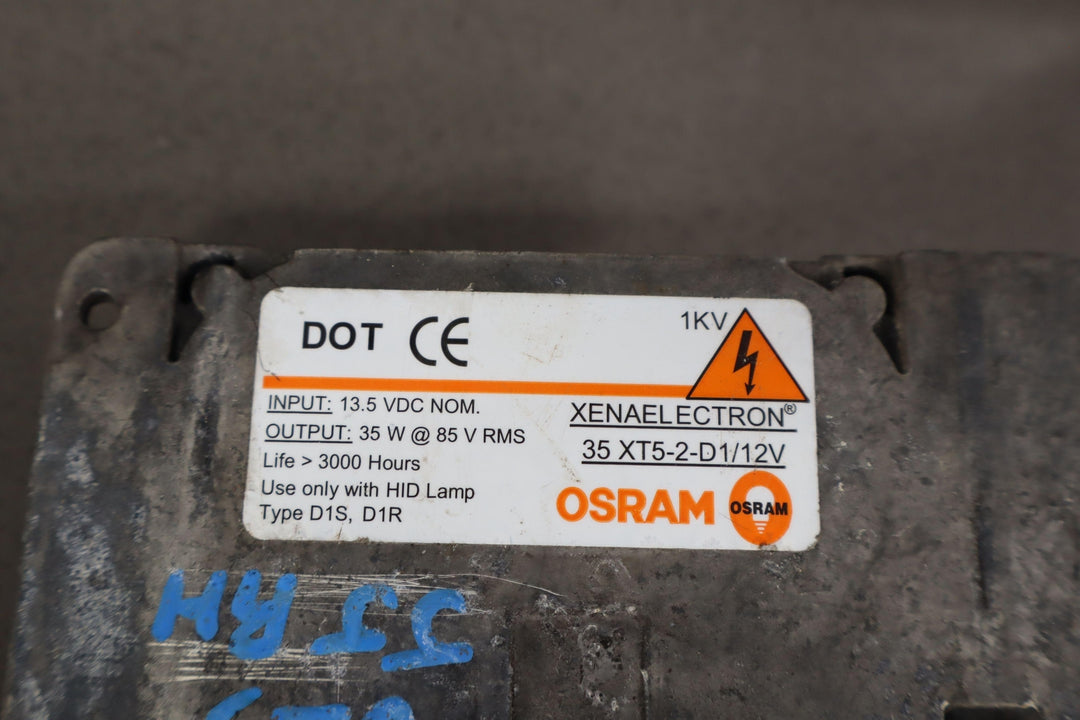 DOT CE
1KV
INPUT: 13.5 VDC NOM.
OUTPUT: 35 W @ 85 V RMS
Life > 3000 Hours
Use only with HID Lamp
Type D1S, D1R
XENAELECTRON®
35 XT5-2-D1/12V
OSRAM
OSRAM